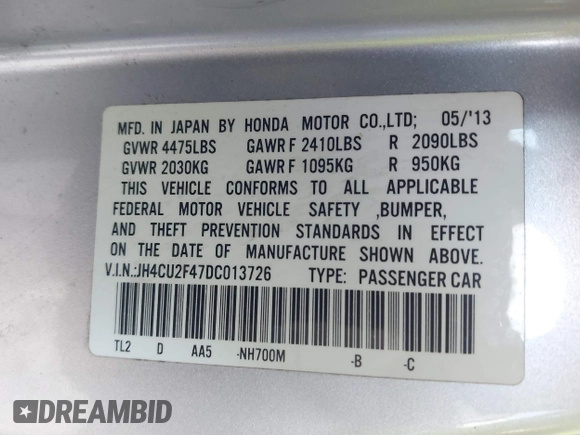 MFD. IN JAPAN BY HONDA MOTOR CO.,LTD; 05/'13
GVWR 4475LBS GAWR F 2410LBS R 2090LBS
GVWR 2030KG GAWR F 1095KG R 950KG
THIS VEHICLE CONFORMS TO ALL APPLICABLE
FEDERAL MOTOR VEHICLE SAFETY ,BUMPER,
AND THEFT PREVENTION STANDARDS IN EFFECT
ON THE DATE OF MANUFACTURE SHOWN ABOVE.
V.I.N.:JH4CU2F47DC013726 TYPE: PASSENGER CAR
TL2 D AA5 -NH700M -B -C
DREAMBID